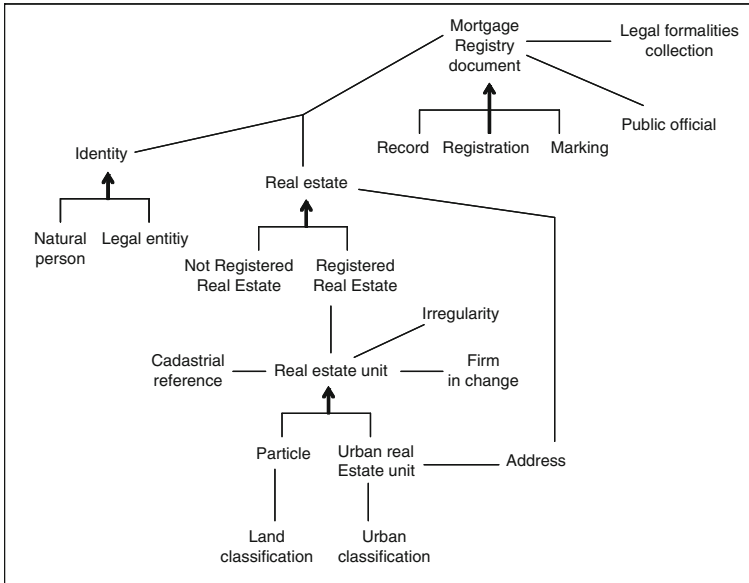 Mortgage
Registry
document
Legal formalities
collection
Public official
Record
Registration
Marking
Identity
Real estate
Natural
person
Legal entitiy
Not Registered
Real Estate
Registered
Real Estate
Irregularity
Cadastrial
reference
Real estate unit
Firm
in change
Particle
Urban real
Estate unit
Address
Land
classification
Urban
classification